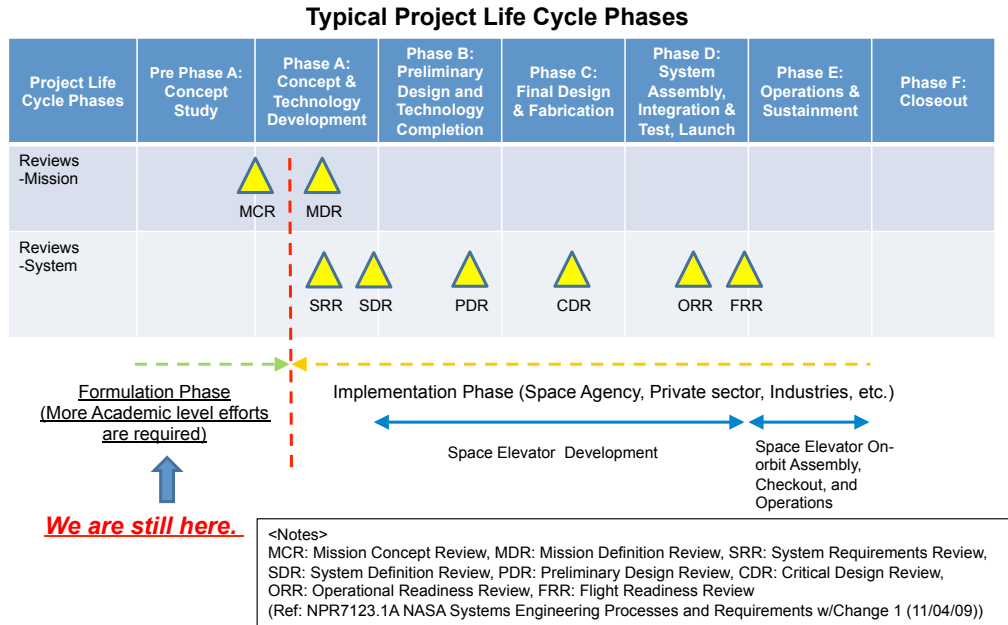 Typical Project Life Cycle Phases
Project Life
Cycle Phases
Pre Phase A:
Concept
Study
Phase A:
Concept &
Technology
Development
Phase B:
Preliminary
Design and
Technology
Completion
Phase C:
Final Design
& Fabrication
Phase D:
System
Assembly,
Integration &
Test, Launch
Phase E:
Operations &
Sustainment
Phase F:
Closeout
Reviews
-Mission
MCR
MDR
Reviews
-System
SRR
SDR
PDR
CDR
ORR
FRR
Formulation Phase
(More Academic level efforts
are required)
We are still here.
Implementation Phase (Space Agency, Private sector, Industries, etc.)
Space Elevator Development
Space Elevator On-
orbit Assembly,
Checkout, and
Operations
<Notes>
MCR: Mission Concept Review, MDR: Mission Definition Review, SRR: System Requirements Review,
SDR: System Definition Review, PDR: Preliminary Design Review, CDR: Critical Design Review,
ORR: Operational Readiness Review, FRR: Flight Readiness Review
(Ref: NPR7123.1A NASA Systems Engineering Processes and Requirements w/Change 1 (11/04/09))